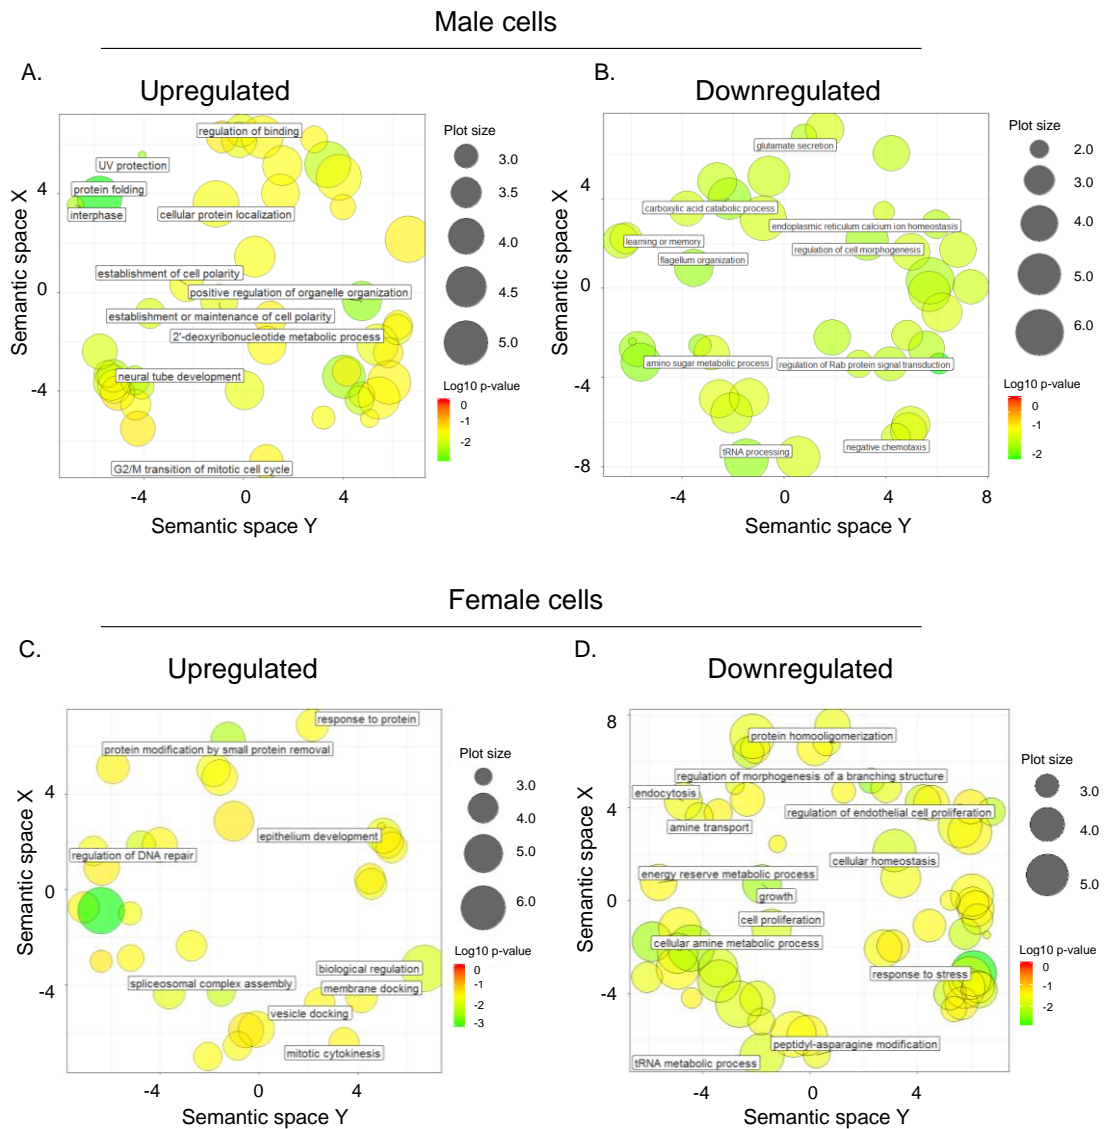 Male cells
A.
Upregulated
regulation of binding
UV protection
protein folding
interphase
cellular protein localization
establishment of cell polarity
positive regulation of organelle organization
establishment or maintenance of cell polarity
2'-deoxyribonucleotide metabolic process
neural tube development
G2/M transition of mitotic cell cycle
Semantic space X
4
0
-4
-4
0
4
Semantic space Y
Plot size
3.0
3.5
4.0
4.5
5.0
Log10 p-value
0
-1
-2
B.
Downregulated
glutamate secretion
carboxylic acid catabolic process
endoplasmic reticulum calcium ion homeostasis
learning or memory
regulation of cell morphogenesis
flagellum organization
amino sugar metabolic process
regulation of Rab protein signal transduction
negative chemotaxis
tRNA processing
Semantic space X
4
0
-4
-8
-4
0
4
8
Semantic space Y
Plot size
2.0
3.0
4.0
5.0
6.0
Log10 p-value
0
-1
-2
Female cells
C.
Upregulated
response to protein
protein modification by small protein removal
epithelium development
regulation of DNA repair
biological regulation
spliceosomal complex assembly
membrane docking
vesicle docking
mitotic cytokinesis
Semantic space X
4
0
-4
-4
0
4
Semantic space Y
Plot size
3.0
4.0
5.0
6.0
Log10 p-value
0
-1
-2
-3
D.
Downregulated
protein homooligomerization
regulation of morphogenesis of a branching structure
endocytosis
regulation of endothelial cell proliferation
amine transport
cellular homeostasis
energy reserve metabolic process
growth
cell proliferation
cellular amine metabolic process
response to stress
peptidyl-asparagine modification
tRNA metabolic process
Semantic space X
8
4
0
-4
-4
0
4
Semantic space Y
Plot size
3.0
4.0
5.0
Log10 p-value
0
-1
-2